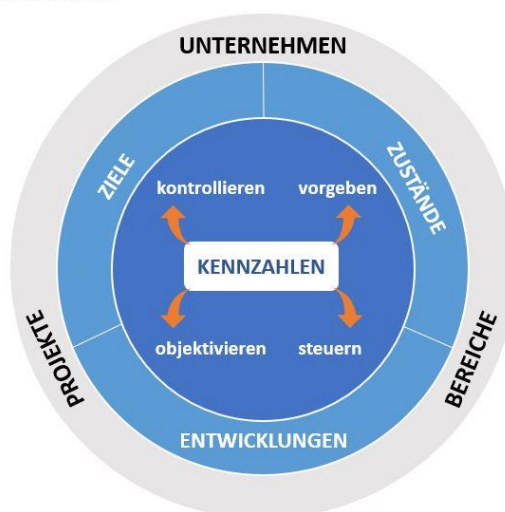 UNTERNEHMEN
ZIELE
ZUSTÄNDE
kontrollieren
vorgeben
KENNZAHLEN
objektivieren
steuern
PROJEKTE
BEREICHE
ENTWICKLUNGEN